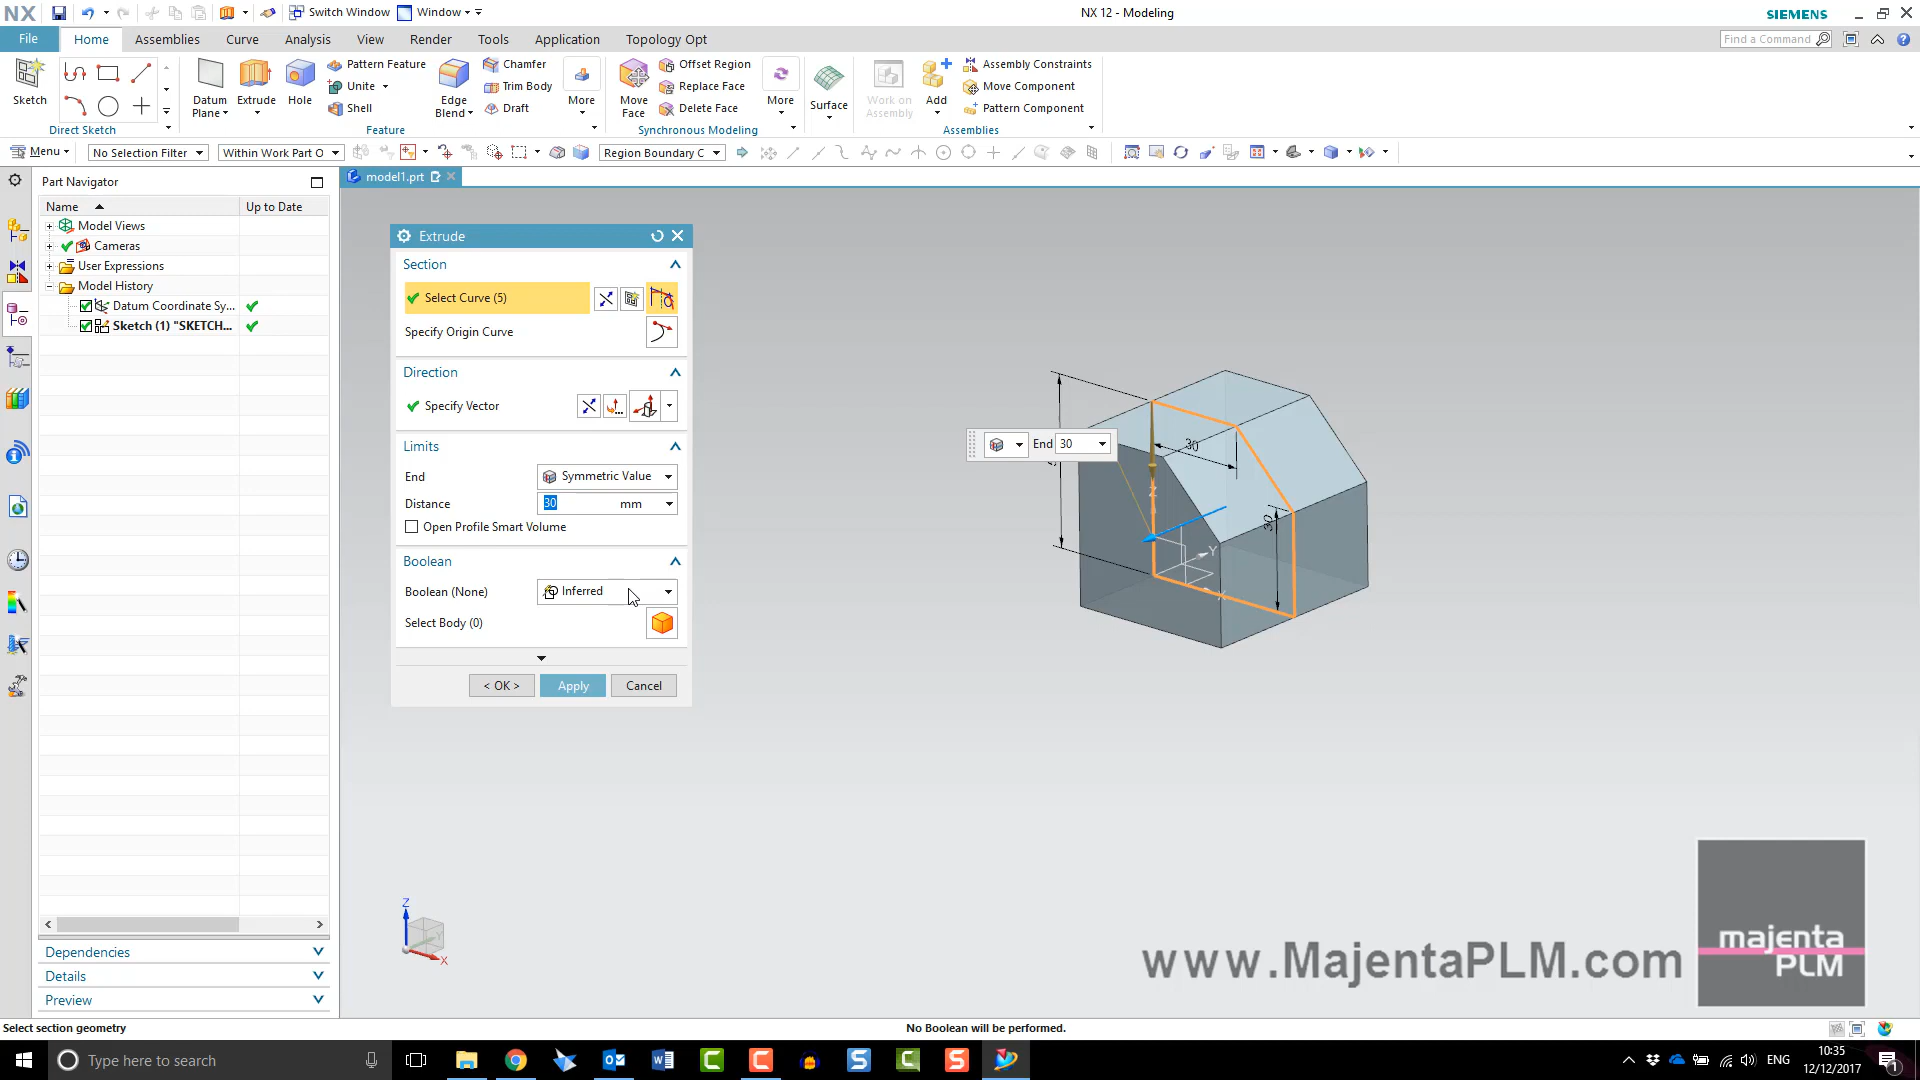 NX
Switch Window
Window
NX 12 - Modeling
SIEMENS
File
Home
Assemblies
Curve
Analysis
View
Render
Tools
Application
Topology Opt
Find a Command
Sketch
Direct Sketch
Datum Plane
Extrude
Hole
Pattern Feature
Unite
Shell
Edge Blend
Chamfer
Trim Body
Draft
More
Feature
Move Face
Offset Region
Replace Face
Delete Face
More
Synchronous Modeling
Surface
Work on Assembly
Add
Assembly Constraints
Move Component
Pattern Component
Assemblies
Menu
No Selection Filter
Within Work Part O
Region Boundary C
Part Navigator
model1.prt
Name
Up to Date
Model Views
Cameras
User Expressions
Model History
Datum Coordinate Sy...
Sketch (1) "SKETCH...
Extrude
Section
Select Curve (5)
Specify Origin Curve
Direction
Specify Vector
Limits
End
Symmetric Value
Distance
30
mm
Open Profile Smart Volume
Boolean
Boolean (None)
Inferred
Select Body (0)
< OK >
Apply
Cancel
End
30
30
30
Z
Y
X
Z
Y
X
Dependencies
Details
Preview
www.MajentaPLM.com
majenta
PLM
Select section geometry
No Boolean will be performed.
Type here to search
ENG
10:35
12/12/2017
1